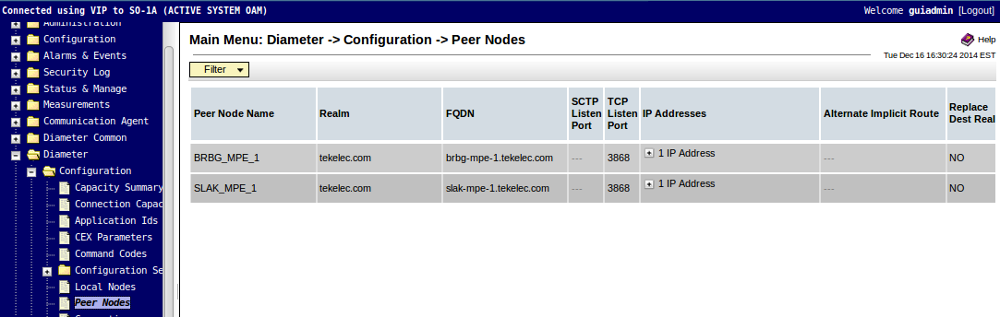 Connected using VIP to SO-1A (ACTIVE SYSTEM OAM)
Welcome guiadmin [Logout]
Administration
Configuration
Alarms & Events
Security Log
Status & Manage
Measurements
Communication Agent
Diameter Common
Diameter
Configuration
Capacity Summary
Connection Capac
Application Ids
CEX Parameters
Command Codes
Configuration Se
Local Nodes
Peer Nodes
Main Menu: Diameter -> Configuration -> Peer Nodes
Help
Tue Dec 16 16:30:24 2014 EST
Filter
Peer Node Name Realm FQDN SCTP Listen Port TCP Listen Port IP Addresses Alternate Implicit Route Replace Dest Real
BRBG_MPE_1 tekelec.com brbg-mpe-1.tekelec.com --- 3868 1 IP Address --- NO
SLAK_MPE_1 tekelec.com slak-mpe-1.tekelec.com --- 3868 1 IP Address --- NO